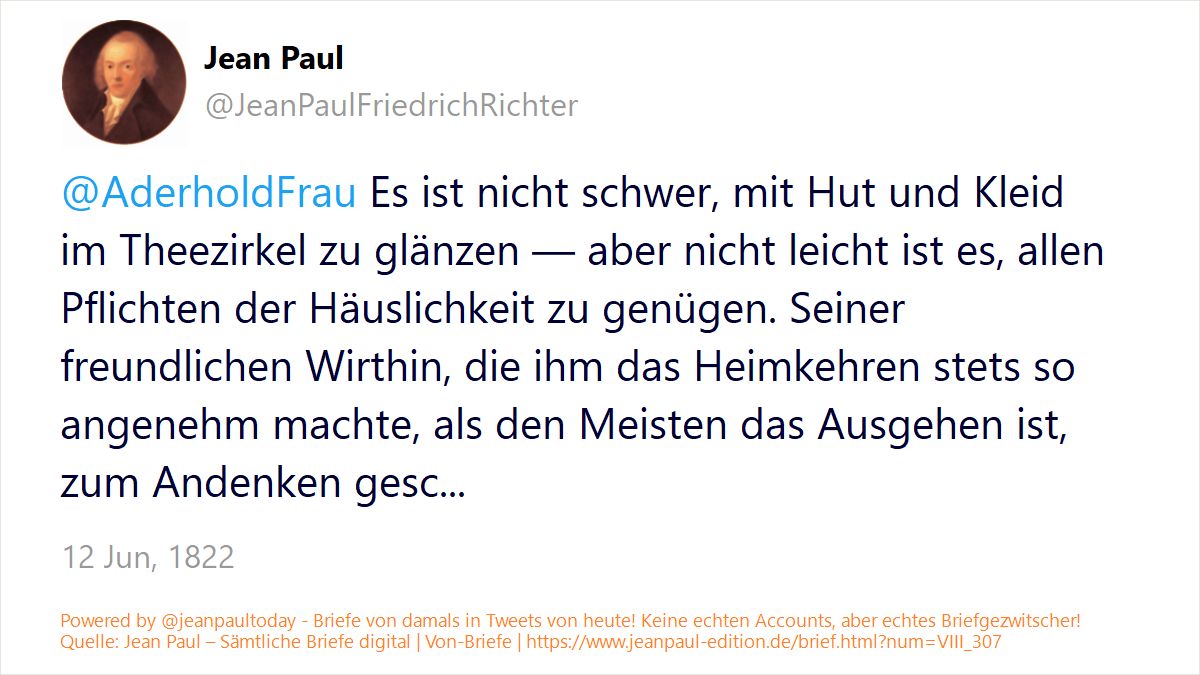 Jean Paul
@JeanPaulFriedrichRichter
@AderholdFrau Es ist nicht schwer, mit Hut und Kleid
im Theezirkel zu glänzen — aber nicht leicht ist es, allen
Pflichten der Häuslichkeit zu genügen. Seiner
freundlichen Wirthin, die ihm das Heimkehren stets so
angenehm machte, als den Meisten das Ausgehen ist,
zum Andenken gesc...
12 Jun, 1822
Powered by @jeanpaultoday - Briefe von damals in Tweets von heute! Keine echten Accounts, aber echtes Briefgezwitscher!
Quelle: Jean Paul – Sämtliche Briefe digital | Von-Briefe | https://www.jeanpaul-edition.de/brief.html?num=VIII_307